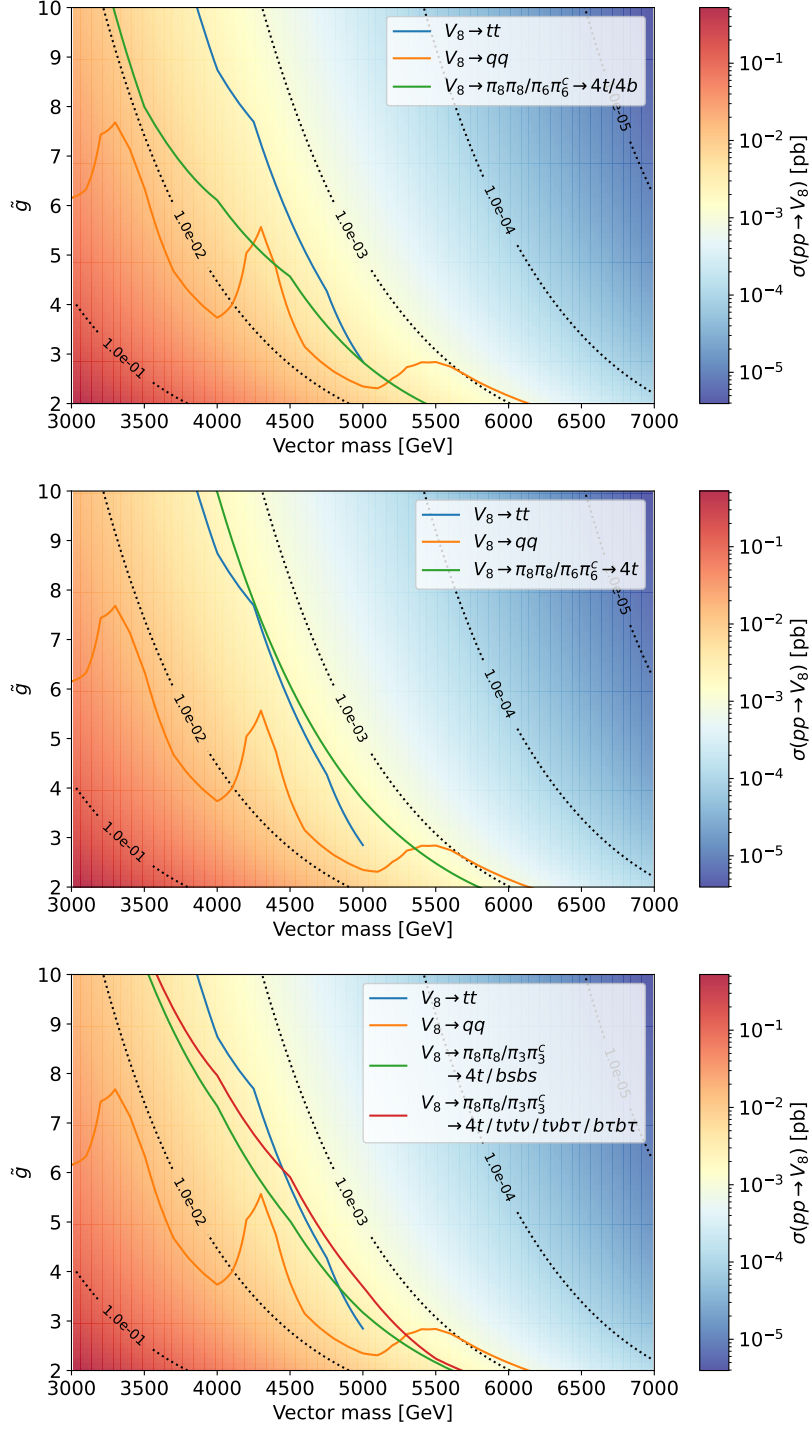 10
9
8
7
6
5
4
3
2
g̃
3000 3500 4000 4500 5000 5500 6000 6500 7000
Vector mass [GeV]
V₈ → tt
V₈ → qq
V₈ → π₈π₈/π₆π₆ᶜ → 4t/4b
1.0e-01
1.0e-02
1.0e-03
1.0e-04
e-05
10⁻¹
10⁻²
10⁻³
10⁻⁴
10⁻⁵
σ(pp → V₈) [pb]
10
9
8
7
6
5
4
3
2
g̃
3000 3500 4000 4500 5000 5500 6000 6500 7000
Vector mass [GeV]
V₈ → tt
V₈ → qq
V₈ → π₈π₈/π₆π₆ᶜ → 4t
1.0e-01
1.0e-02
1.0e-03
1.0e-04
e-05
10⁻¹
10⁻²
10⁻³
10⁻⁴
10⁻⁵
σ(pp → V₈) [pb]
10
9
8
7
6
5
4
3
2
g̃
3000 3500 4000 4500 5000 5500 6000 6500 7000
Vector mass [GeV]
V₈ → tt
V₈ → qq
V₈ → π₈π₈/π₃π₃ᶜ
→ 4t / bsbs
V₈ → π₈π₈/π₃π₃ᶜ
→ 4t / tνtν / tνbτ / bτbτ
1.0e-01
1.0e-02
1.0e-03
1.0e-04
1.0e-05
10⁻¹
10⁻²
10⁻³
10⁻⁴
10⁻⁵
σ(pp → V₈) [pb]